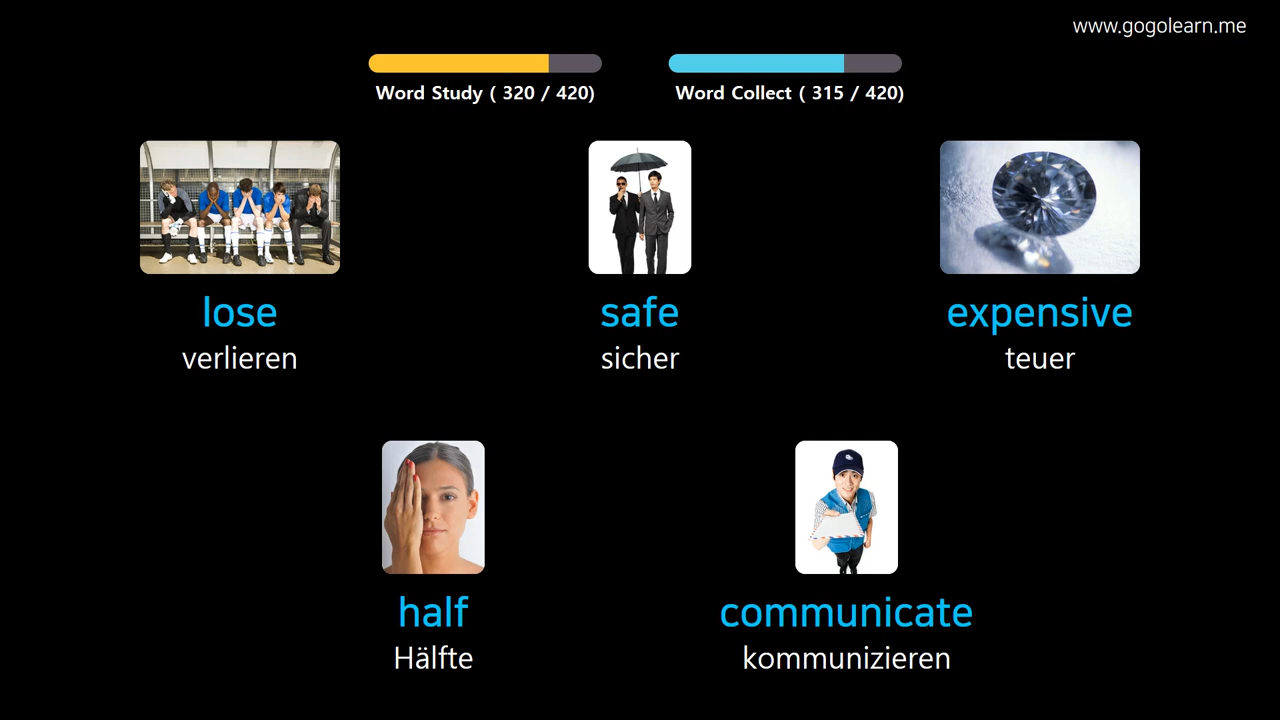 www.gogolearn.me
Word Study ( 320 / 420)
Word Collect ( 315 / 420)
lose
verlieren
safe
sicher
expensive
teuer
half
Hälfte
communicate
kommunizieren